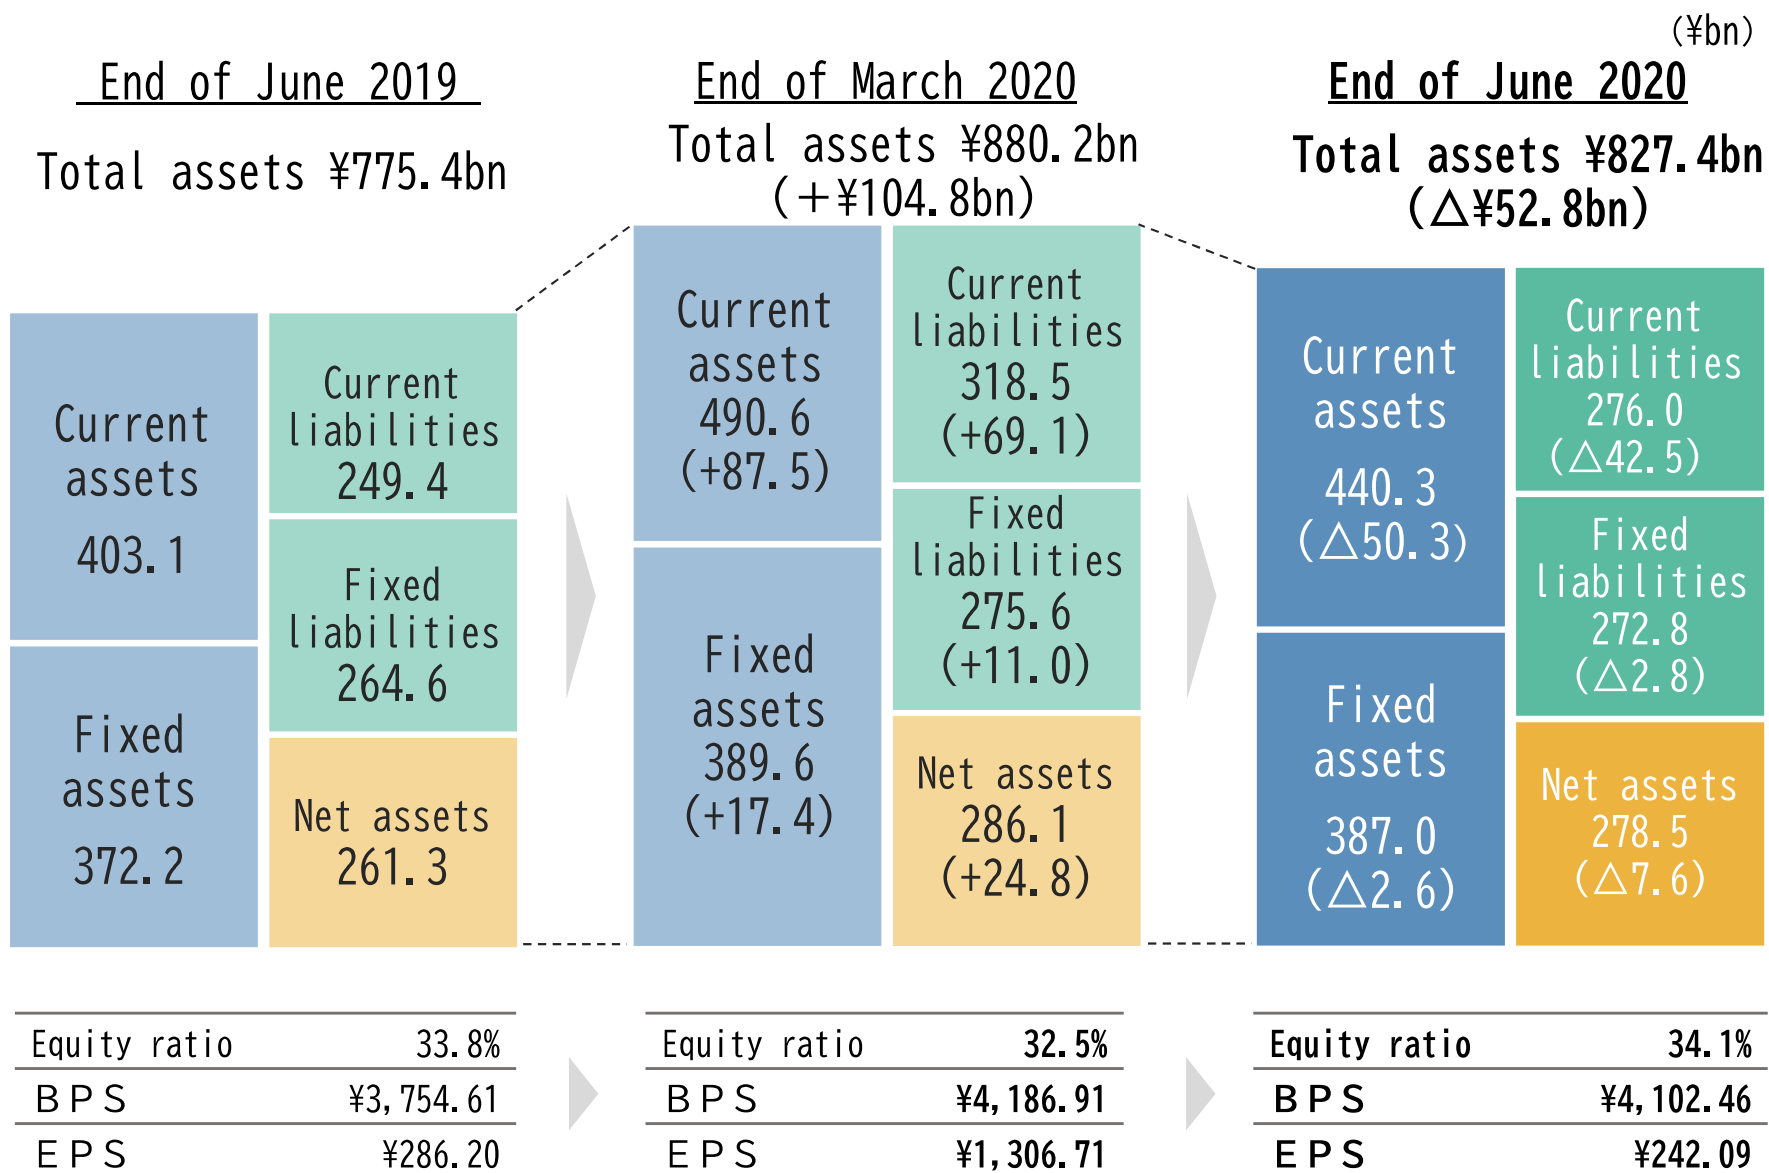 (¥bn)
End of June 2019
Total assets ¥775.4bn
Current
assets
403.1
Fixed
assets
372.2
Current
liabilities
249.4
Fixed
liabilities
264.6
Net assets
261.3
Equity ratio 33.8%
BPS ¥3,754.61
EPS ¥286.20
End of March 2020
Total assets ¥880.2bn
(+¥104.8bn)
Current
assets
490.6
(+87.5)
Fixed
assets
389.6
(+17.4)
Current
liabilities
318.5
(+69.1)
Fixed
liabilities
275.6
(+11.0)
Net assets
286.1
(+24.8)
Equity ratio 32.5%
BPS ¥4,186.91
EPS ¥1,306.71
End of June 2020
Total assets ¥827.4bn
(△¥52.8bn)
Current
assets
440.3
(△50.3)
Fixed
assets
387.0
(△2.6)
Current
liabilities
276.0
(△42.5)
Fixed
liabilities
272.8
(△2.8)
Net assets
278.5
(△7.6)
Equity ratio 34.1%
BPS ¥4,102.46
EPS ¥242.09